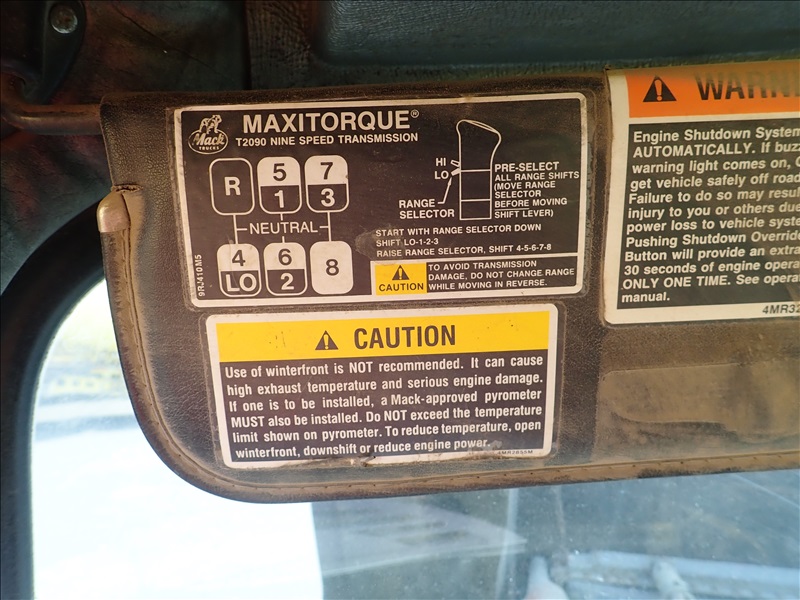 Mack
TRUCKS
MAXITORQUE®
T2090 NINE SPEED TRANSMISSION
R 5 7
1 3
NEUTRAL
4 6 8
LO 2
HI
LO
RANGE
SELECTOR
PRE-SELECT
ALL RANGE SHIFTS
(MOVE RANGE
SELECTOR
BEFORE MOVING
SHIFT LEVER)
START WITH RANGE SELECTOR DOWN
SHIFT LO-1-2-3
RAISE RANGE SELECTOR, SHIFT 4-5-6-7-8
CAUTION
TO AVOID TRANSMISSION
DAMAGE, DO NOT CHANGE RANGE
WHILE MOVING IN REVERSE.
9RJ410M5
CAUTION
Use of winterfront is NOT recommended. It can cause
high exhaust temperature and serious engine damage.
If one is to be installed, a Mack-approved pyrometer
MUST also be installed. Do NOT exceed the temperature
limit shown on pyrometer. To reduce temperature, open
winterfront, downshift or reduce engine power.
WARN
Engine Shutdown System
AUTOMATICALLY. If buzz
warning light comes on,
get vehicle safely off road
Failure to do so may resul
injury to you or others due
power loss to vehicle syste
Pushing Shutdown Override
Button will provide an extra
30 seconds of engine opera
ONLY ONE TIME. See opera
manual.
4MR32